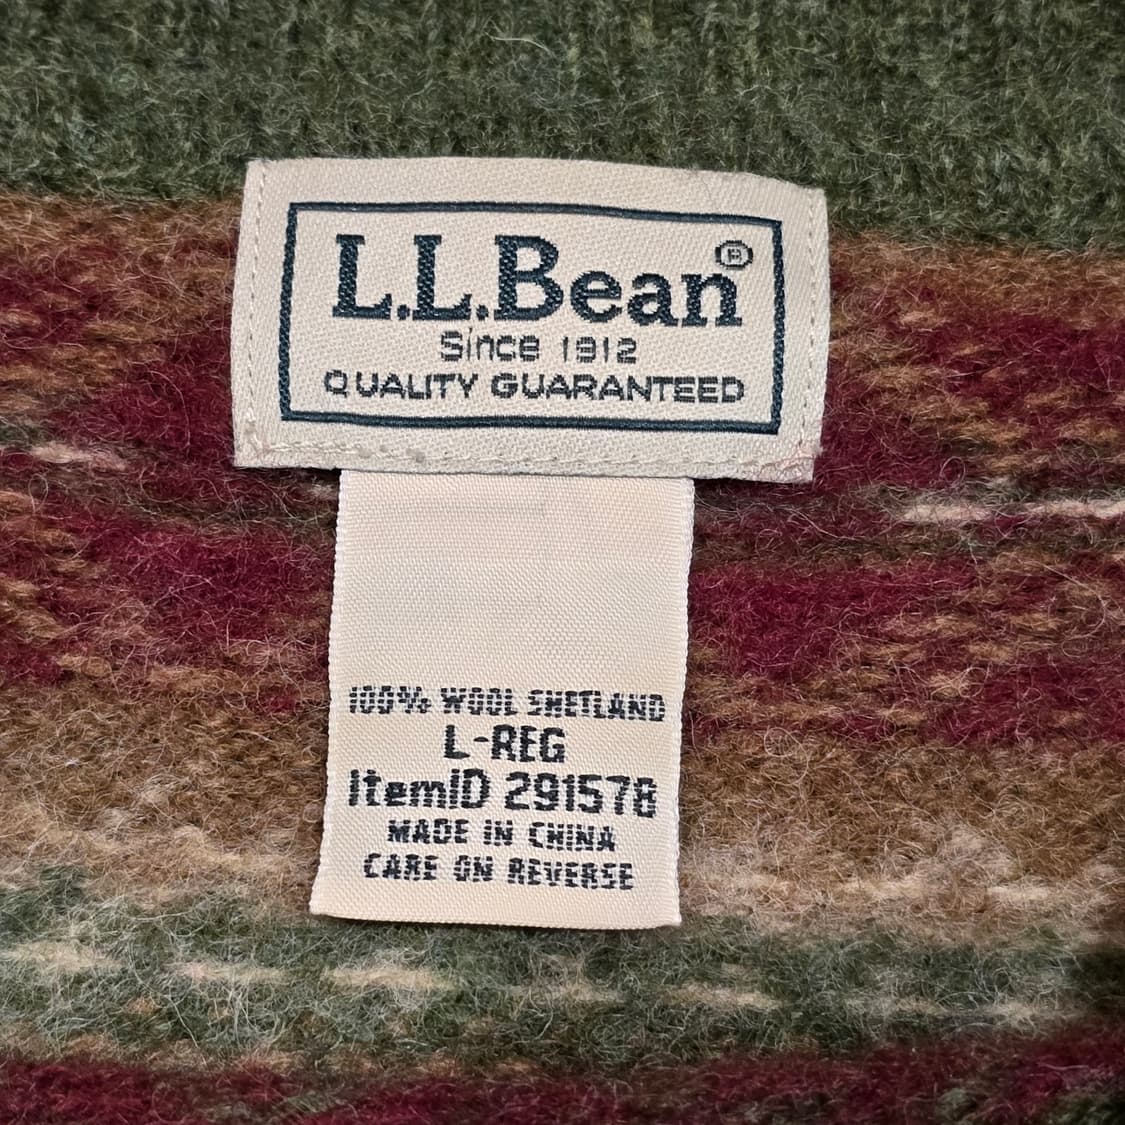 L.L.Bean®
Since 1912
QUALITY GUARANTEED
100% WOOL SHETLAND
L-REG
ItemID 291578
MADE IN CHINA
CARE ON REVERSE